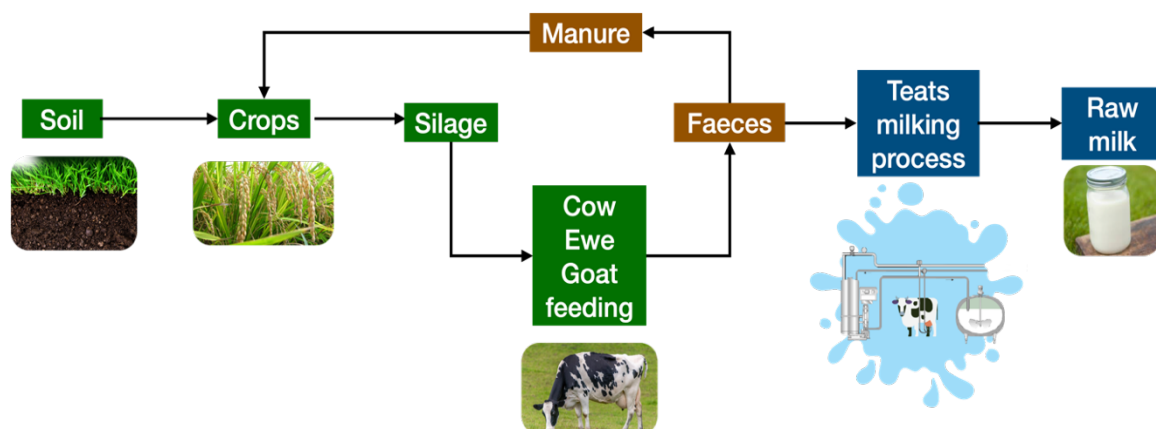 Manure
Soil
Crops
Silage
Faeces
Teats
milking
process
Raw
milk
Cow
Ewe
Goat
feeding